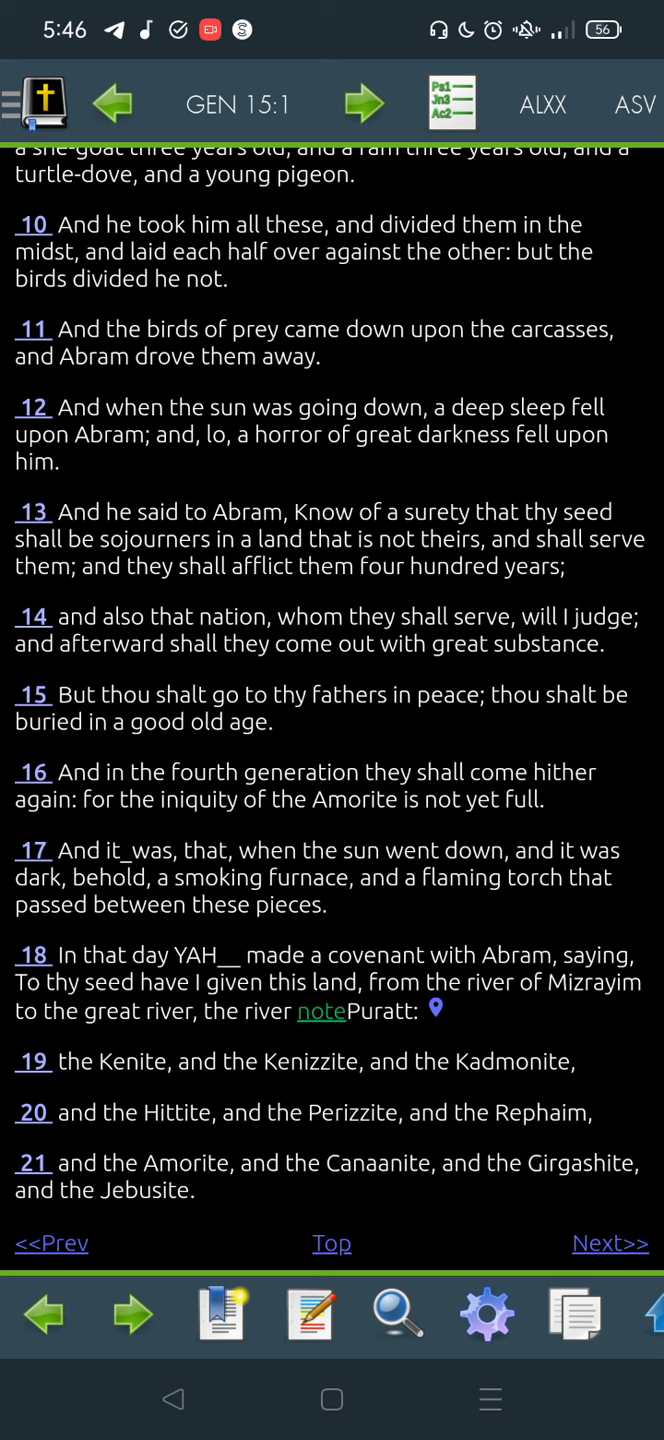 5:46
56
GEN 15:1
Ps1
Jn3
Ac2
ALXX
ASV
a she-goat three years old, and a ram three years old, and a
turtle-dove, and a young pigeon.
10 And he took him all these, and divided them in the
midst, and laid each half over against the other: but the
birds divided he not.
11 And the birds of prey came down upon the carcasses,
and Abram drove them away.
12 And when the sun was going down, a deep sleep fell
upon Abram; and, lo, a horror of great darkness fell upon
him.
13 And he said to Abram, Know of a surety that thy seed
shall be sojourners in a land that is not theirs, and shall serve
them; and they shall afflict them four hundred years;
14 and also that nation, whom they shall serve, will I judge;
and afterward shall they come out with great substance.
15 But thou shalt go to thy fathers in peace; thou shalt be
buried in a good old age.
16 And in the fourth generation they shall come hither
again: for the iniquity of the Amorite is not yet full.
17 And it_was, that, when the sun went down, and it was
dark, behold, a smoking furnace, and a flaming torch that
passed between these pieces.
18 In that day YAH__ made a covenant with Abram, saying,
To thy seed have I given this land, from the river of Mizrayim
to the great river, the river notePuratt:
19 the Kenite, and the Kenizzite, and the Kadmonite,
20 and the Hittite, and the Perizzite, and the Rephaim,
21 and the Amorite, and the Canaanite, and the Girgashite,
and the Jebusite.
<<Prev
Top
Next>>